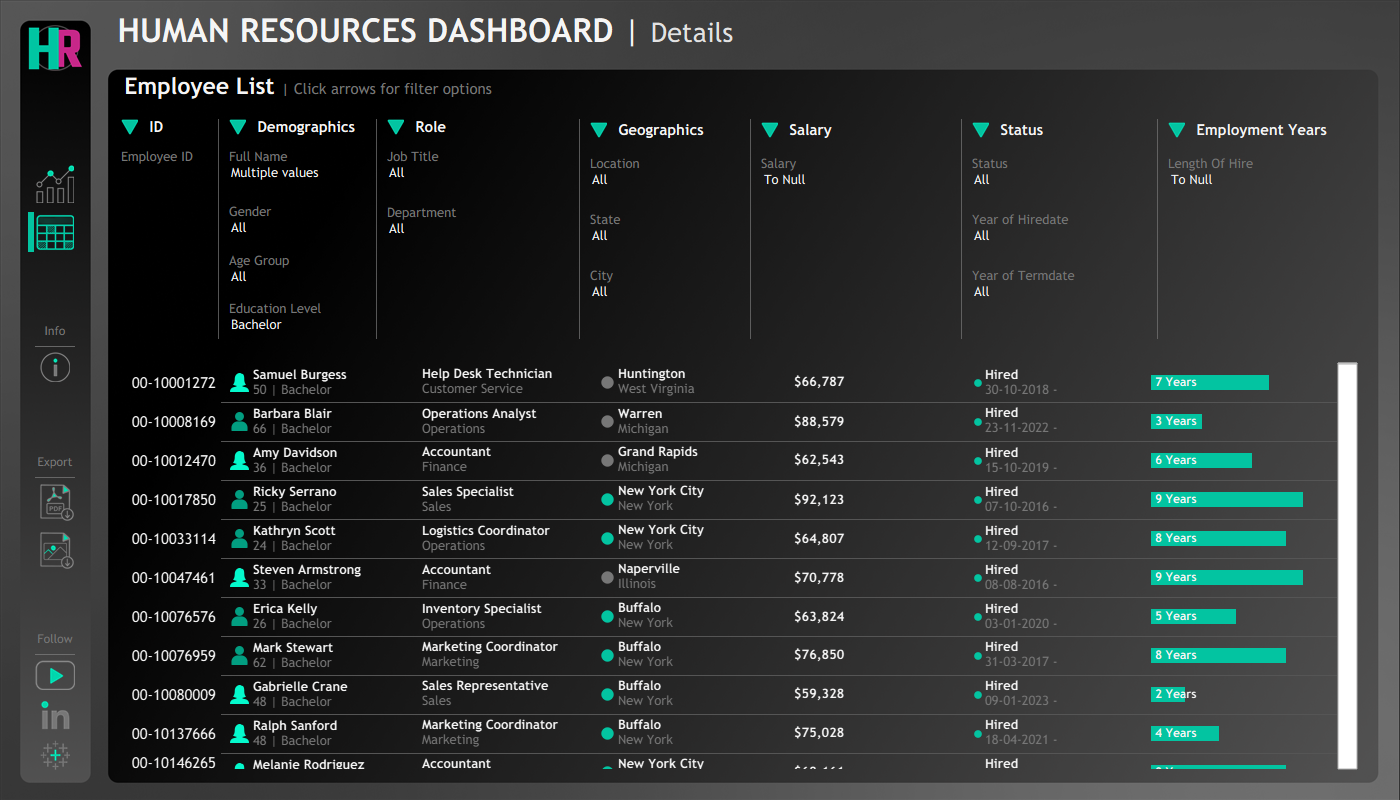 HR
HUMAN RESOURCES DASHBOARD | Details
Employee List | Click arrows for filter options
ID Demographics Role Geographics Salary Status Employment Years
Employee ID Full Name Job Title Location Salary Status Length Of Hire
Multiple values All All To Null All To Null
Gender Department State Year of Hiredate
All All All All
Age Group City Year of Termdate
All All All
Education Level
Bachelor
Info
Export
PDF
Follow
in
00-10001272 Samuel Burgess Help Desk Technician Huntington $66,787 Hired 7 Years
50 | Bachelor Customer Service West Virginia 30-10-2018 -
00-10008169 Barbara Blair Operations Analyst Warren $88,579 Hired 3 Years
66 | Bachelor Operations Michigan 23-11-2022 -
00-10012470 Amy Davidson Accountant Grand Rapids $62,543 Hired 6 Years
36 | Bachelor Finance Michigan 15-10-2019 -
00-10017850 Ricky Serrano Sales Specialist New York City $92,123 Hired 9 Years
25 | Bachelor Sales New York 07-10-2016 -
00-10033114 Kathryn Scott Logistics Coordinator New York City $64,807 Hired 8 Years
24 | Bachelor Operations New York 12-09-2017 -
00-10047461 Steven Armstrong Accountant Naperville $70,778 Hired 9 Years
33 | Bachelor Finance Illinois 08-08-2016 -
00-10076576 Erica Kelly Inventory Specialist Buffalo $63,824 Hired 5 Years
26 | Bachelor Operations New York 03-01-2020 -
00-10076959 Mark Stewart Marketing Coordinator Buffalo $76,850 Hired 8 Years
62 | Bachelor Marketing New York 31-03-2017 -
00-10080009 Gabrielle Crane Sales Representative Buffalo $59,328 Hired 2 Years
48 | Bachelor Sales New York 09-01-2023 -
00-10137666 Ralph Sanford Marketing Coordinator Buffalo $75,028 Hired 4 Years
48 | Bachelor Marketing New York 18-04-2021 -
00-10146265 Melanie Rodriguez Accountant New York City Hired